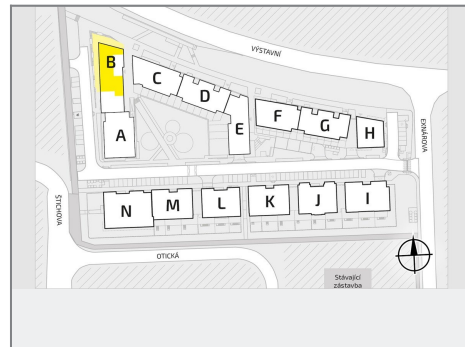 VÝSTAVNÍ
B
C
D
A
E
F
G
H
EXNÁROVA
N
M
L
K
J
I
ŠTICHOVA
OTICKÁ
Stávající
zástavba